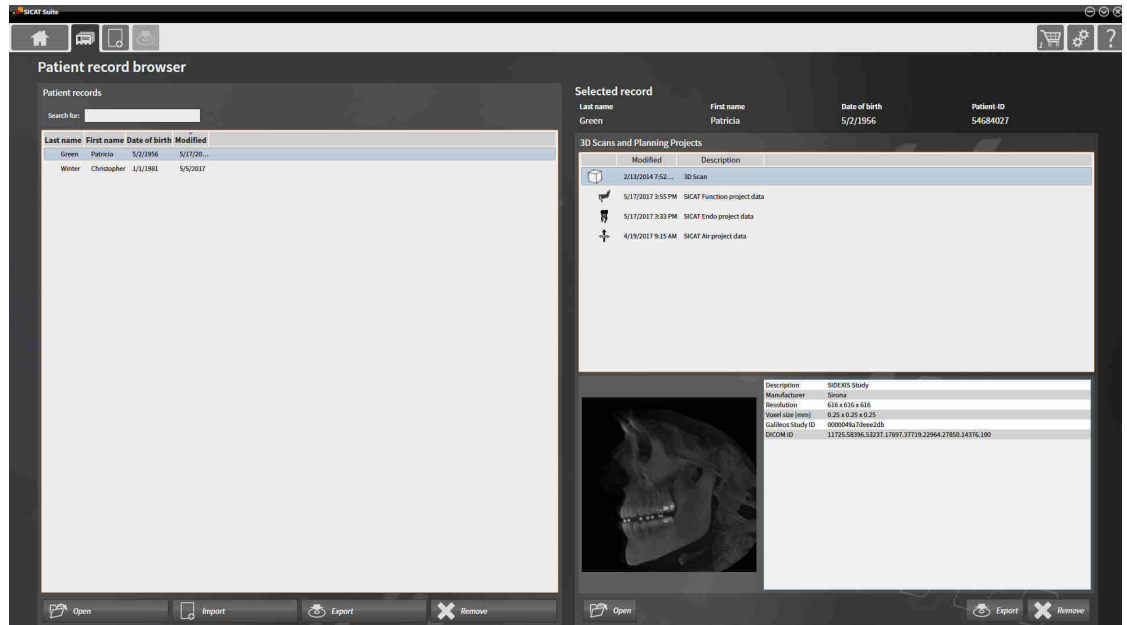 SICAT Suite
Patient record browser
Patient records
Search for:
Last name First name Date of birth Modified
Green Patricia 5/2/1956 5/17/20...
Winter Christopher 1/1/1981 5/5/2017
Open Import Export Remove
Selected record
Last name First name Date of birth Patient-ID
Green Patricia 5/2/1956 54684027
3D Scans and Planning Projects
Modified Description
2/13/2014 7:52... 3D Scan
5/17/2017 3:55 PM SICAT Function project data
5/17/2017 3:33 PM SICAT Endo project data
4/19/2017 9:15 AM SICAT Air project data
Description SIDEXIS Study
Manufacturer Sirona
Resolution 616 x 616 x 616
Voxel size [mm] 0.25 x 0.25 x 0.25
Galileos Study ID 0000049a7deee2db
DICOM ID 11725.58396.53237.17697.37719.22964.27850.14376.100
Open Export Remove